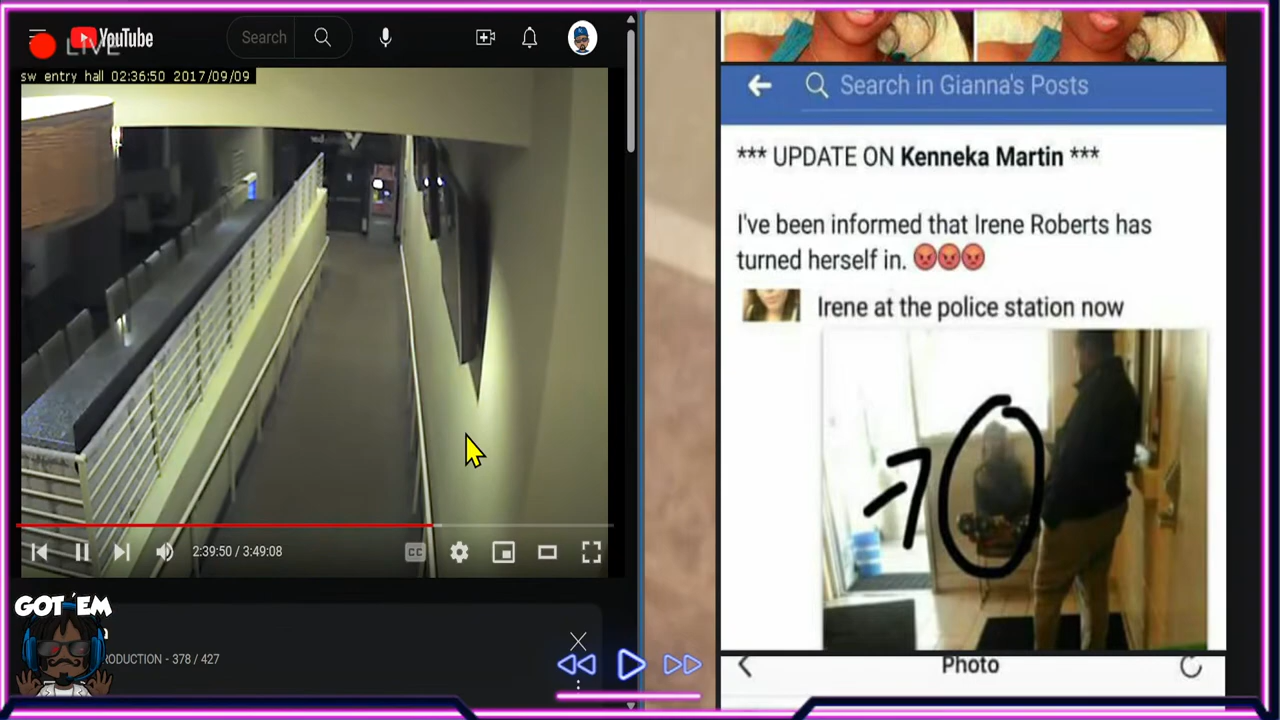 LIVE
YouTube
Search
sw entry hall 02:36:50 2017/09/09
2:39:50 / 3:49:08
CC
GOT 'EM
RODUCTION - 378 / 427
Search in Gianna's Posts
*** UPDATE ON Kenneka Martin ***
I've been informed that Irene Roberts has
turned herself in. 😡😡😡
Irene at the police station now
Photo